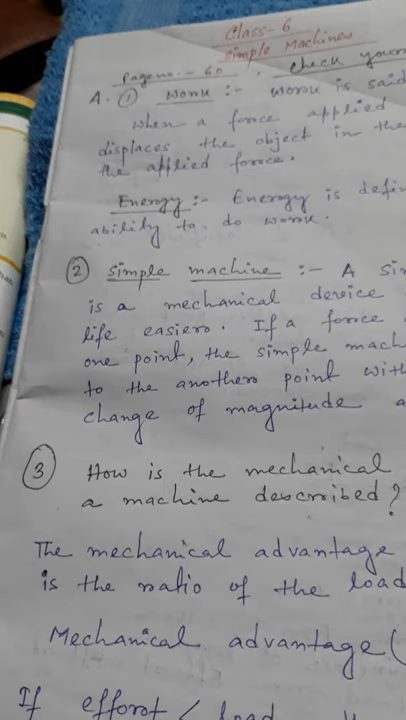 Class-6
Simple Machines
Page no. - 60, check your
A. ① Work :- work is said
when a force applied
displaces the object in the
the applied force.
Energy :- Energy is defin
ability to do work.
② Simple machine :- A sim
is a mechanical device
life easier. If a force
one point, the simple mach
to the another point with
change of magnitude a
③ How is the mechanical
a machine described?
The mechanical advantage
is the ratio of the load
Mechanical advantage (
If effort < load